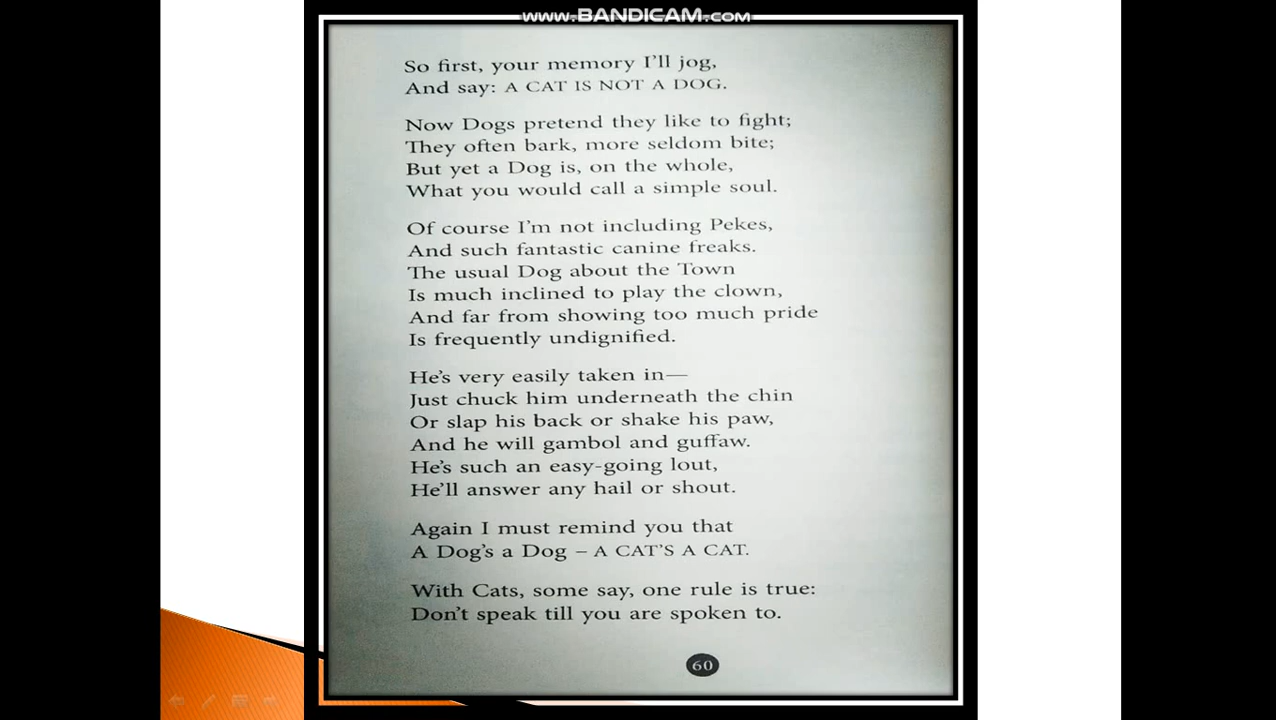 www.BANDICAM.com
So first, your memory I'll jog,
And say: A CAT IS NOT A DOG.
Now Dogs pretend they like to fight;
They often bark, more seldom bite;
But yet a Dog is, on the whole,
What you would call a simple soul.
Of course I'm not including Pekes,
And such fantastic canine freaks.
The usual Dog about the Town
Is much inclined to play the clown,
And far from showing too much pride
Is frequently undignified.
He's very easily taken in—
Just chuck him underneath the chin
Or slap his back or shake his paw,
And he will gambol and guffaw.
He's such an easy-going lout,
He'll answer any hail or shout.
Again I must remind you that
A Dog's a Dog – A CAT'S A CAT.
With Cats, some say, one rule is true:
Don't speak till you are spoken to.
60